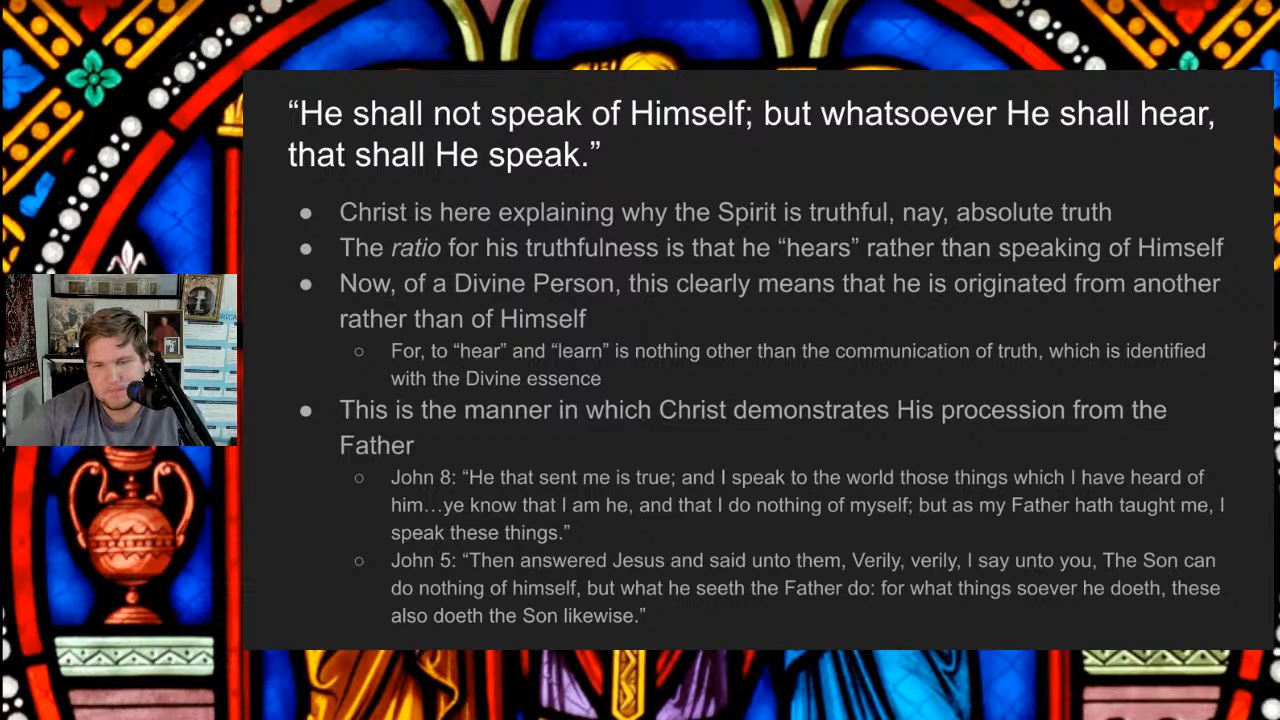 “He shall not speak of Himself; but whatsoever He shall hear,
that shall He speak.”
● Christ is here explaining why the Spirit is truthful, nay, absolute truth
● The ratio for his truthfulness is that he “hears” rather than speaking of Himself
● Now, of a Divine Person, this clearly means that he is originated from another
rather than of Himself
○ For, to “hear” and “learn” is nothing other than the communication of truth, which is identified
with the Divine essence
● This is the manner in which Christ demonstrates His procession from the
Father
○ John 8: “He that sent me is true; and I speak to the world those things which I have heard of
him…ye know that I am he, and that I do nothing of myself; but as my Father hath taught me, I
speak these things.”
○ John 5: “Then answered Jesus and said unto them, Verily, verily, I say unto you, The Son can
do nothing of himself, but what he seeth the Father do: for what things soever he doeth, these
also doeth the Son likewise.”